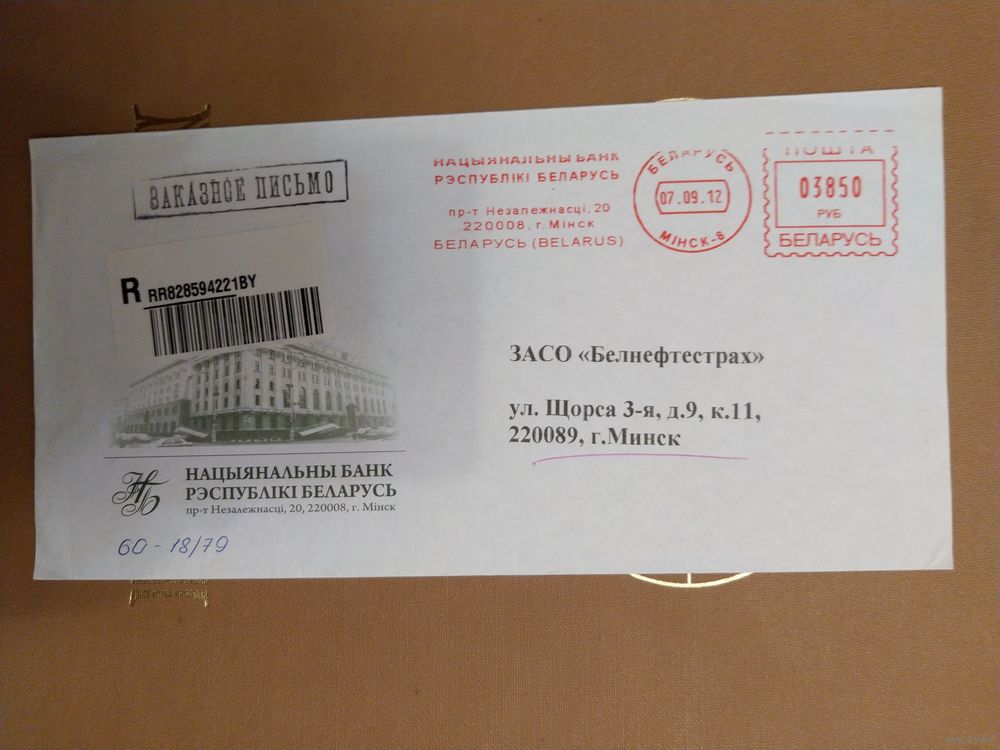 ЗАКАЗНОЕ ПИСЬМО
R RR828594221BY
НАЦЫЯНАЛЬНЫ БАНК
РЭСПУБЛІКІ БЕЛАРУСЬ
пр-т Незалежнасці, 20
220008, г. Мінск
БЕЛАРУСЬ (BELARUS)
БЕЛАРУСЬ
07.09.12
МІНСК-8
ПОШТА
03850
РУБ
БЕЛАРУСЬ
ЗАСО «Белнефтестрах»
ул. Щорса 3-я, д.9, к.11,
220089, г.Минск
НБ
НАЦЫЯНАЛЬНЫ БАНК
РЭСПУБЛІКІ БЕЛАРУСЬ
пр-т Незалежнасці, 20, 220008, г. Мінск
60-18/79